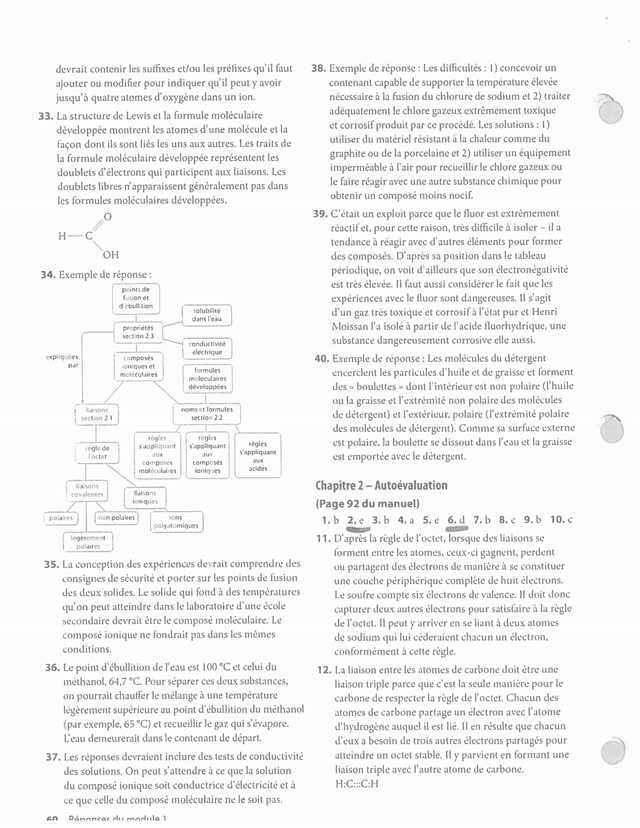 devrait contenir les suffixes et/ou les préfixes qu'il faut
ajouter ou modifier pour indiquer qu'il peut y avoir
jusqu'à quatre atomes d'oxygène dans un ion.
33. La structure de Lewis et la formule moléculaire
développée montrent les atomes d'une molécule et la
façon dont ils sont liés les uns aux autres. Les traits de
la formule moléculaire développée représentent les
doublets d'électrons qui participent aux liaisons. Les
doublets libres n'apparaissent généralement pas dans
les formules moléculaires développées.
O
H—C
OH
34. Exemple de réponse :
points de
fusion et
d'ébullition
solubilité
dans l'eau
propriétés
section 2.3
conductivité
électrique
expliquées
par
composés
ioniques et
moléculaires
formules
moléculaires
développées
liaisons
section 2.1
noms et formules
section 2.2
règle de
l'octet
règles
s'appliquant
aux
composés
moléculaires
règles
s'appliquant
aux
composés
ioniques
règles
s'appliquant
aux
acides
liaisons
covalentes
liaisons
ioniques
polaires
non polaires
ions
polyatomiques
légèrement
polaires
35. La conception des expériences devrait comprendre des
consignes de sécurité et porter sur les points de fusion
des deux solides. Le solide qui fond à des températures
qu'on peut atteindre dans le laboratoire d'une école
secondaire devrait être le composé moléculaire. Le
composé ionique ne fondrait pas dans les mêmes
conditions.
36. Le point d'ébullition de l'eau est 100 °C et celui du
méthanol, 64,7 °C. Pour séparer ces deux substances,
on pourrait chauffer le mélange à une température
légèrement supérieure au point d'ébullition du méthanol
(par exemple, 65 °C) et recueillir le gaz qui s'évapore.
L'eau demeurerait dans le contenant de départ.
37. Les réponses devraient inclure des tests de conductivité
des solutions. On peut s'attendre à ce que la solution
du composé ionique soit conductrice d'électricité et à
ce que celle du composé moléculaire ne le soit pas.
60 Réponses du module 1
38. Exemple de réponse : Les difficultés : 1) concevoir un
contenant capable de supporter la température élevée
nécessaire à la fusion du chlorure de sodium et 2) traiter
adéquatement le chlore gazeux extrêmement toxique
et corrosif produit par ce procédé. Les solutions : 1)
utiliser du matériel résistant à la chaleur comme du
graphite ou de la porcelaine et 2) utiliser un équipement
imperméable à l'air pour recueillir le chlore gazeux ou
le faire réagir avec une autre substance chimique pour
obtenir un composé moins nocif.
39. C'était un exploit parce que le fluor est extrêmement
réactif et, pour cette raison, très difficile à isoler – il a
tendance à réagir avec d'autres éléments pour former
des composés. D'après sa position dans le tableau
périodique, on voit d'ailleurs que son électronégativité
est très élevée. Il faut aussi considérer le fait que les
expériences avec le fluor sont dangereuses. Il s'agit
d'un gaz très toxique et corrosif à l'état pur et Henri
Moissan l'a isolé à partir de l'acide fluorhydrique, une
substance dangereusement corrosive elle aussi.
40. Exemple de réponse : Les molécules du détergent
encerclent les particules d'huile et de graisse et forment
des « boulettes » dont l'intérieur est non polaire (l'huile
ou la graisse et l'extrémité non polaire des molécules
de détergent) et l'extérieur, polaire (l'extrémité polaire
des molécules de détergent). Comme sa surface externe
est polaire, la boulette se dissout dans l'eau et la graisse
est emportée avec le détergent.
Chapitre 2 – Autoévaluation
(Page 92 du manuel)
1. b 2. e 3. b 4. a 5. e 6. d 7. b 8. c 9. b 10. c
11. D'après la règle de l'octet, lorsque des liaisons se
forment entre les atomes, ceux-ci gagnent, perdent
ou partagent des électrons de manière à se constituer
une couche périphérique complète de huit électrons.
Le soufre compte six électrons de valence. Il doit donc
capturer deux autres électrons pour satisfaire à la règle
de l'octet. Il peut y arriver en se liant à deux atomes
de sodium qui lui céderaient chacun un électron,
conformément à cette règle.
12. La liaison entre les atomes de carbone doit être une
liaison triple parce que c'est la seule manière pour le
carbone de respecter la règle de l'octet. Chacun des
atomes de carbone partage un électron avec l'atome
d'hydrogène auquel il est lié. Il en résulte que chacun
d'eux a besoin de trois autres électrons partagés pour
atteindre un octet stable. Il y parvient en formant une
liaison triple avec l'autre atome de carbone.
H:C:::C:H